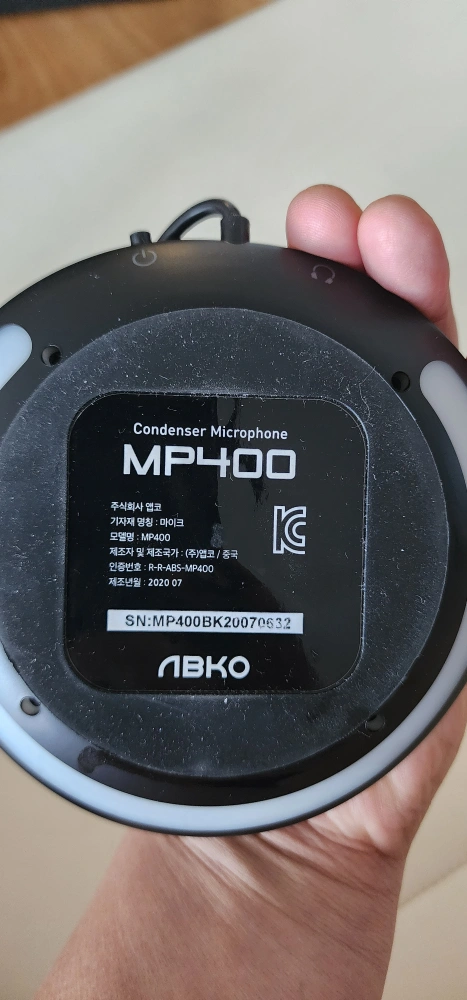 Condenser Microphone
MP400
주식회사 앱코
기자재 명칭 : 마이크
모델명 : MP400
제조자 및 제조국가 : (주)앱코 / 중국
인증번호 : R-R-ABS-MP400
제조년월 : 2020 07
SN:MP400BK20070632
ABKO